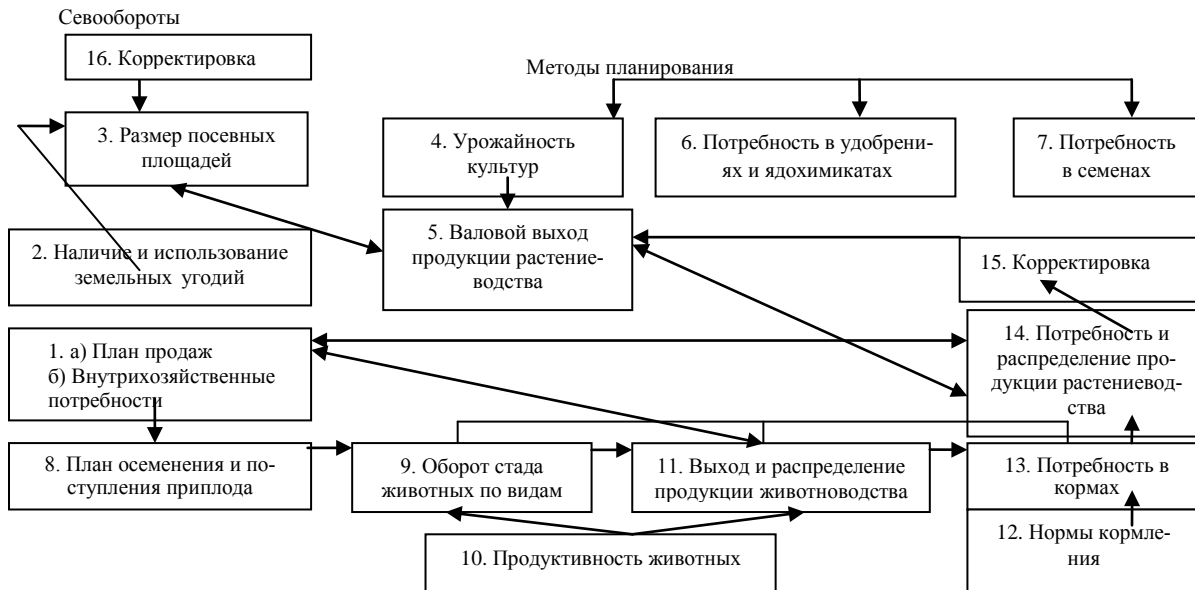 Севообороты
16. Корректировка
Методы планирования
3. Размер посевных
площадей
4. Урожайность
культур
6. Потребность в удобрени-
ях и ядохимикатах
7. Потребность
в семенах
2. Наличие и использование
земельных угодий
5. Валовой выход
продукции растение-
водства
15. Корректировка
1. а) План продаж
б) Внутрихозяйственные
потребности
14. Потребность и
распределение про-
дукции растениевод-
ства
8. План осеменения и по-
ступления приплода
9. Оборот стада
животных по видам
11. Выход и распределение
продукции животноводства
13. Потребность в
кормах
10. Продуктивность животных
12. Нормы кормле-
ния